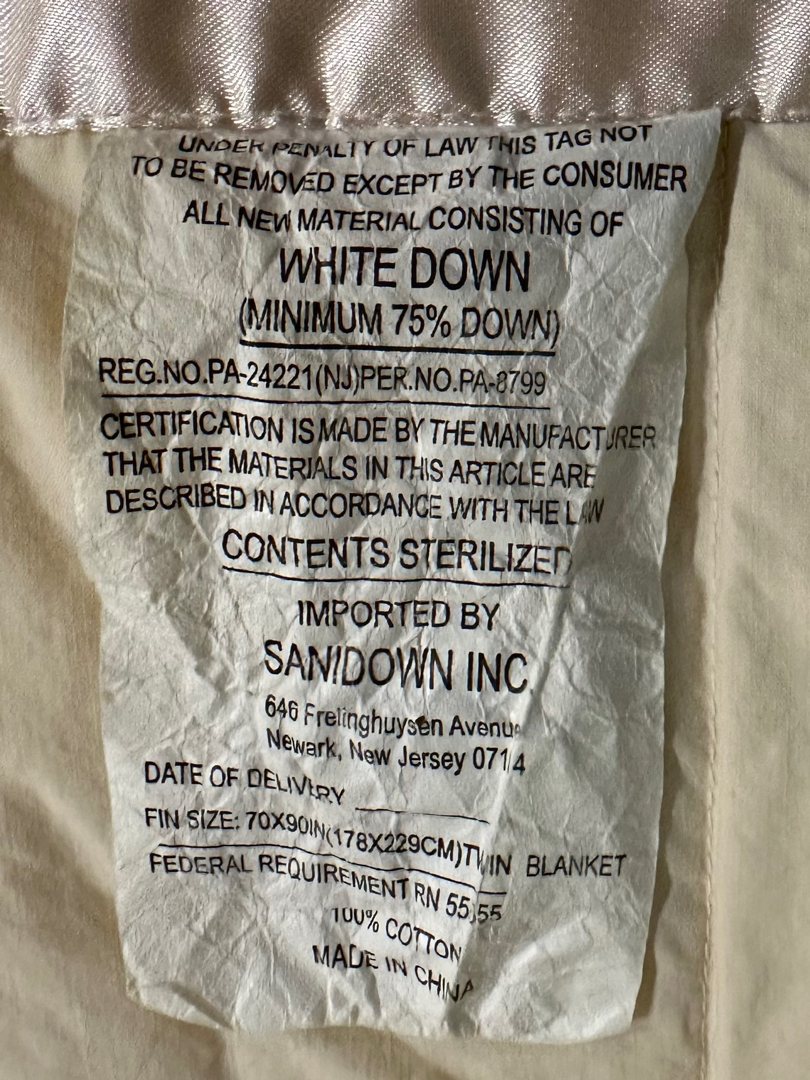 UNDER PENALTY OF LAW THIS TAG NOT
TO BE REMOVED EXCEPT BY THE CONSUMER
ALL NEW MATERIAL CONSISTING OF
WHITE DOWN
(MINIMUM 75% DOWN)
REG.NO.PA-24221(NJ)PER.NO.PA-8799
CERTIFICATION IS MADE BY THE MANUFACTURER
THAT THE MATERIALS IN THIS ARTICLE ARE
DESCRIBED IN ACCORDANCE WITH THE LAW
CONTENTS STERILIZED
IMPORTED BY
SANIDOWN INC
646 Frelinghuysen Avenue
Newark, New Jersey
DATE OF DELIVERY
FIN SIZE: 70X90IN(178X229CM)TWIN BLANKET
FEDERAL REQUIREMENT RN
100% COTTON
MADE IN CHINA